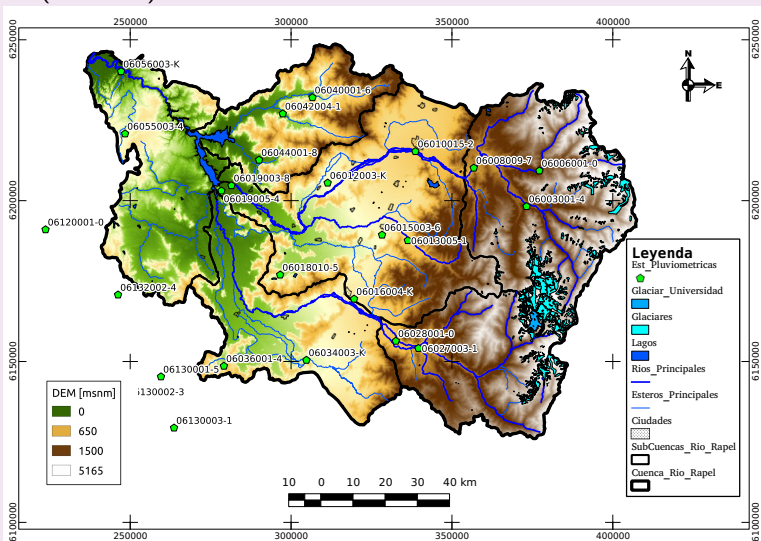 250000
300000
350000
400000
6250000
6250000
N
E
06056003-K
06040001-6
06042004-1
06055003-4
06010015-2
06044001-8
06008009-7
06006001-0
06012003-K
06019003-8
06019005-4
06003001-4
6200000
6200000
06120001-0
06015003-6
06013005-1
06018010-5
06132002-4
06016004-K
06028001-0
06027003-1
06034003-K
06036001-4
06130001-5
6130002-3
06130003-1
6150000
6150000
Leyenda
Est_Pluviometricas
Glaciar_Universidad
Glaciares
Lagos
Rios_Principales
Esteros_Principales
Ciudades
SubCuencas_Rio_Rapel
Cuenca_Rio_Rapel
DEM [msnm]
0
650
1500
5165
10 0 10 20 30 40 km
6100000
6100000
250000
300000
350000
400000